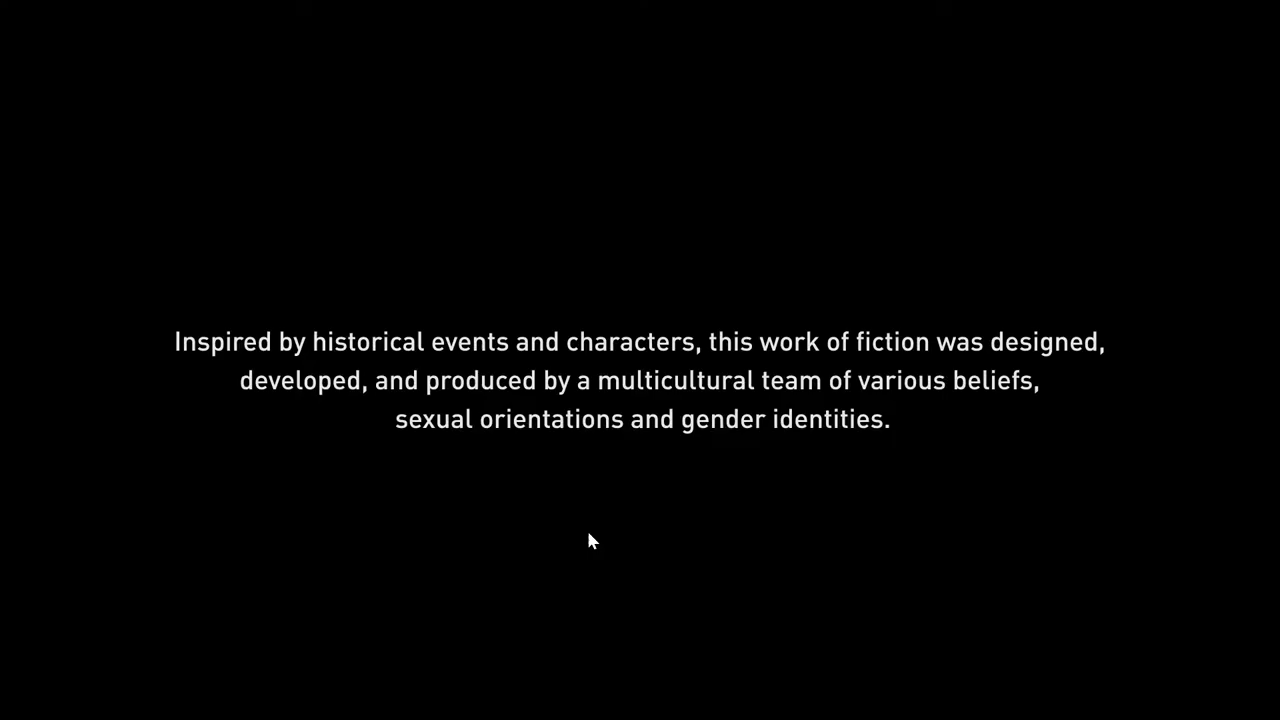 Inspired by historical events and characters, this work of fiction was designed,
developed, and produced by a multicultural team of various beliefs,
sexual orientations and gender identities.